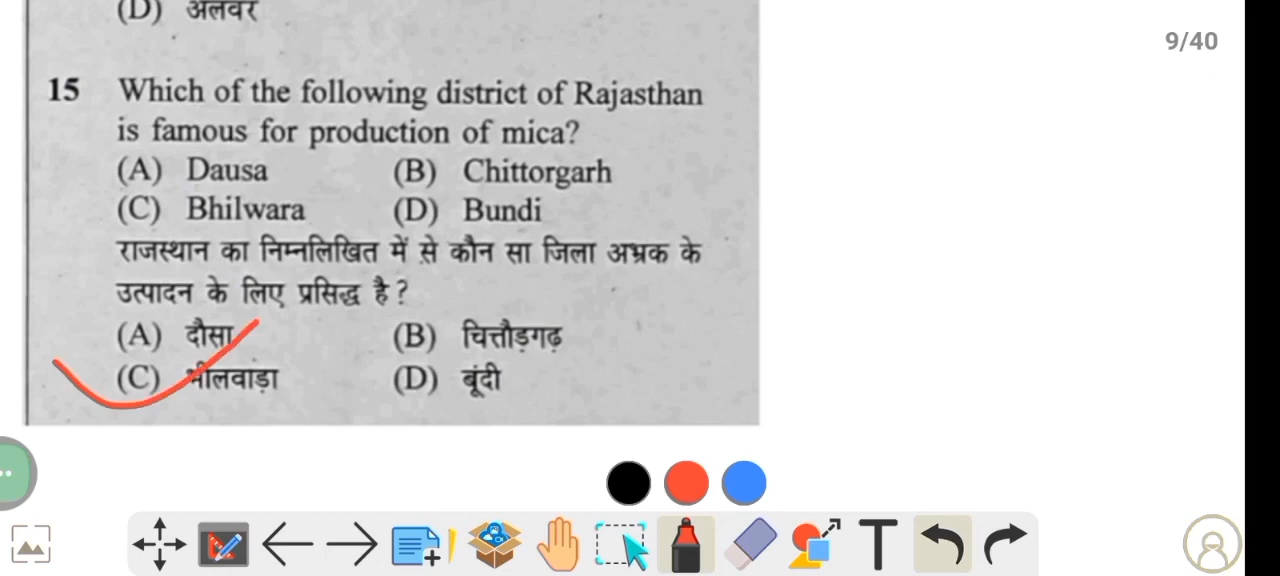 (D) अलवर
9/40
15 Which of the following district of Rajasthan
is famous for production of mica?
(A) Dausa (B) Chittorgarh
(C) Bhilwara (D) Bundi
राजस्थान का निम्नलिखित में से कौन सा जिला अभ्रक के
उत्पादन के लिए प्रसिद्ध है?
(A) दौसा (B) चित्तौड़गढ़
(C) भीलवाड़ा (D) बूंदी
T